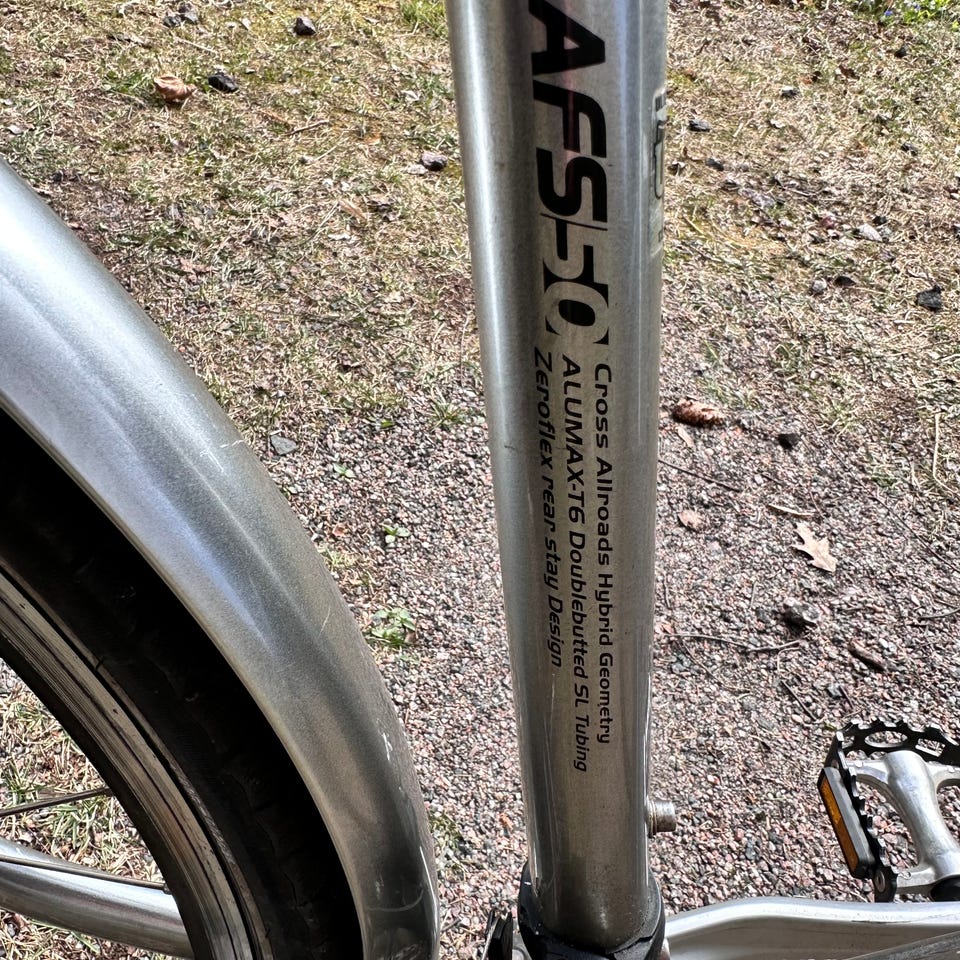 AFS50
Cross Allroads Hybrid Geometry
ALUMAX-T6 Doublebutted SL Tubing
Zeroflex rear stay Design